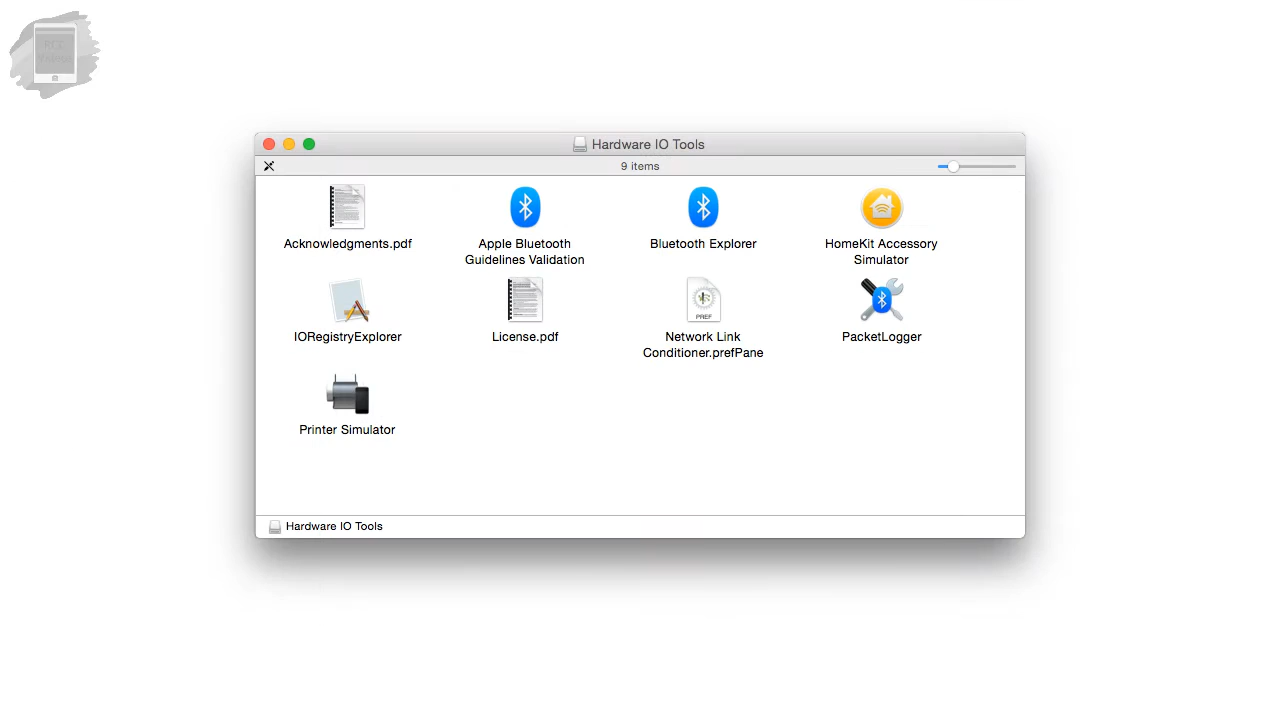 Hardware IO Tools
9 items
Acknowledgments.pdf
Apple Bluetooth
Guidelines Validation
Bluetooth Explorer
HomeKit Accessory
Simulator
IORegistryExplorer
License.pdf
PREF
Network Link
Conditioner.prefPane
PacketLogger
Printer Simulator
Hardware IO Tools